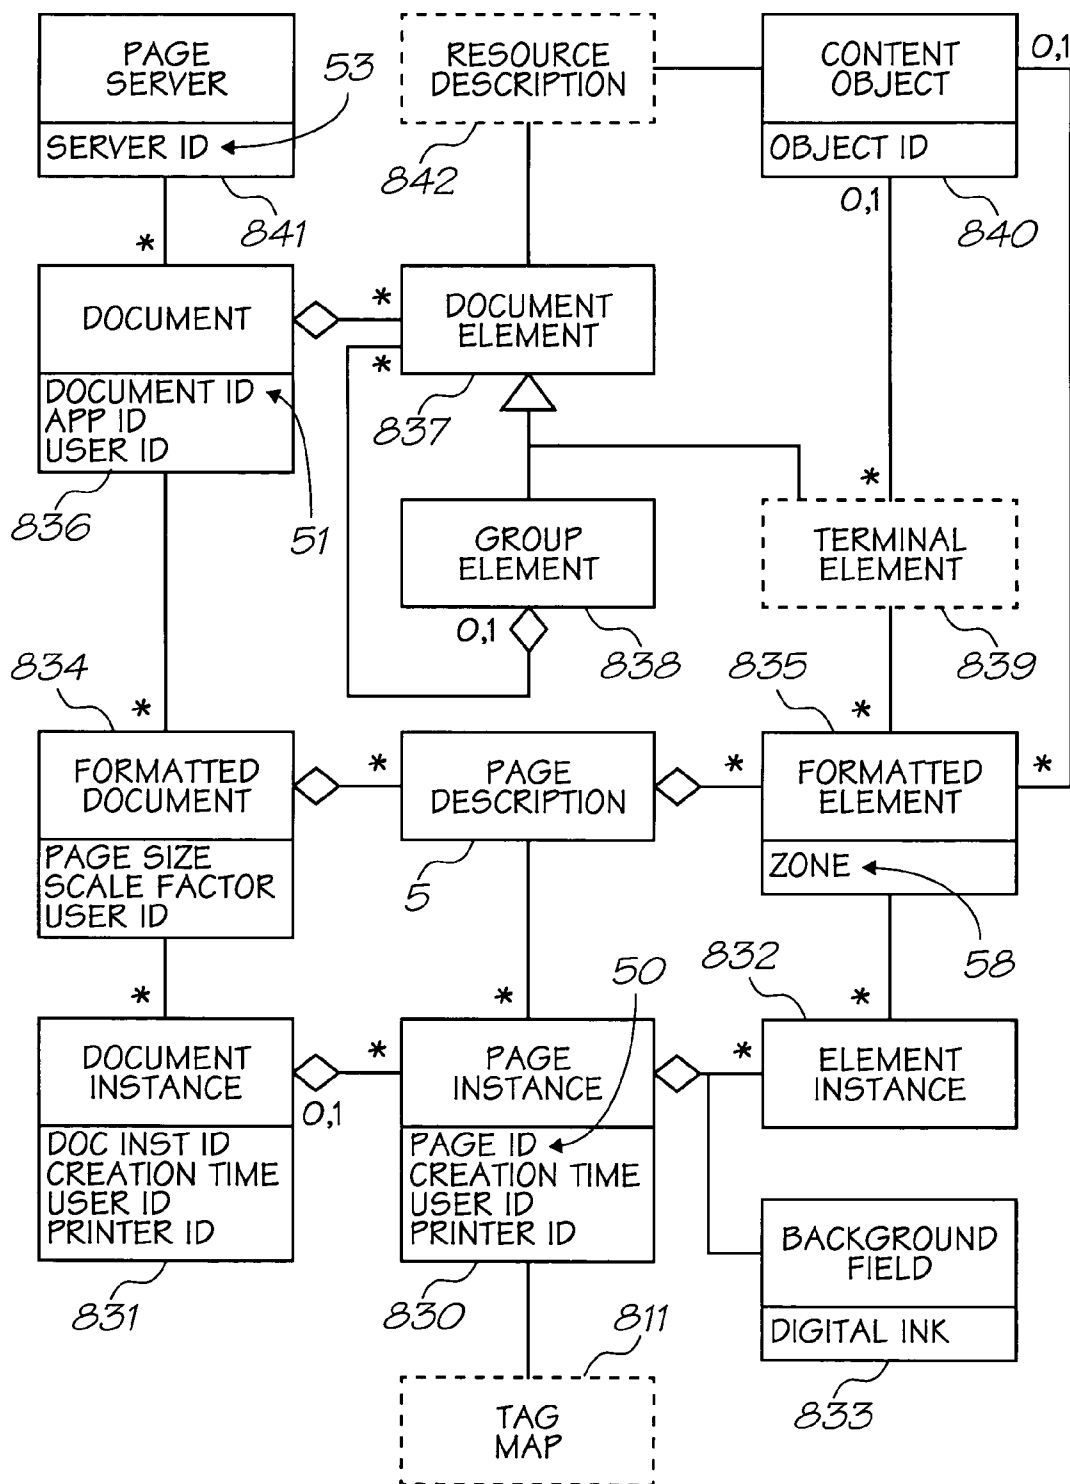 PAGE
SERVER
53
SERVER ID
841
*
RESOURCE
DESCRIPTION
842
CONTENT
OBJECT
0,1
OBJECT ID
0,1
840
DOCUMENT
DOCUMENT ID
APP ID
USER ID
836
51
*
DOCUMENT
ELEMENT
*
837
GROUP
ELEMENT
0,1
838
*
TERMINAL
ELEMENT
839
834
*
FORMATTED
DOCUMENT
PAGE SIZE
SCALE FACTOR
USER ID
*
PAGE
DESCRIPTION
5
835
*
*
FORMATTED
ELEMENT
*
ZONE
58
*
DOCUMENT
INSTANCE
0,1
DOC INST ID
CREATION TIME
USER ID
PRINTER ID
831
*
50
*
PAGE
INSTANCE
PAGE ID
CREATION TIME
USER ID
PRINTER ID
830
832
*
*
ELEMENT
INSTANCE
BACKGROUND
FIELD
DIGITAL INK
833
811
TAG
MAP